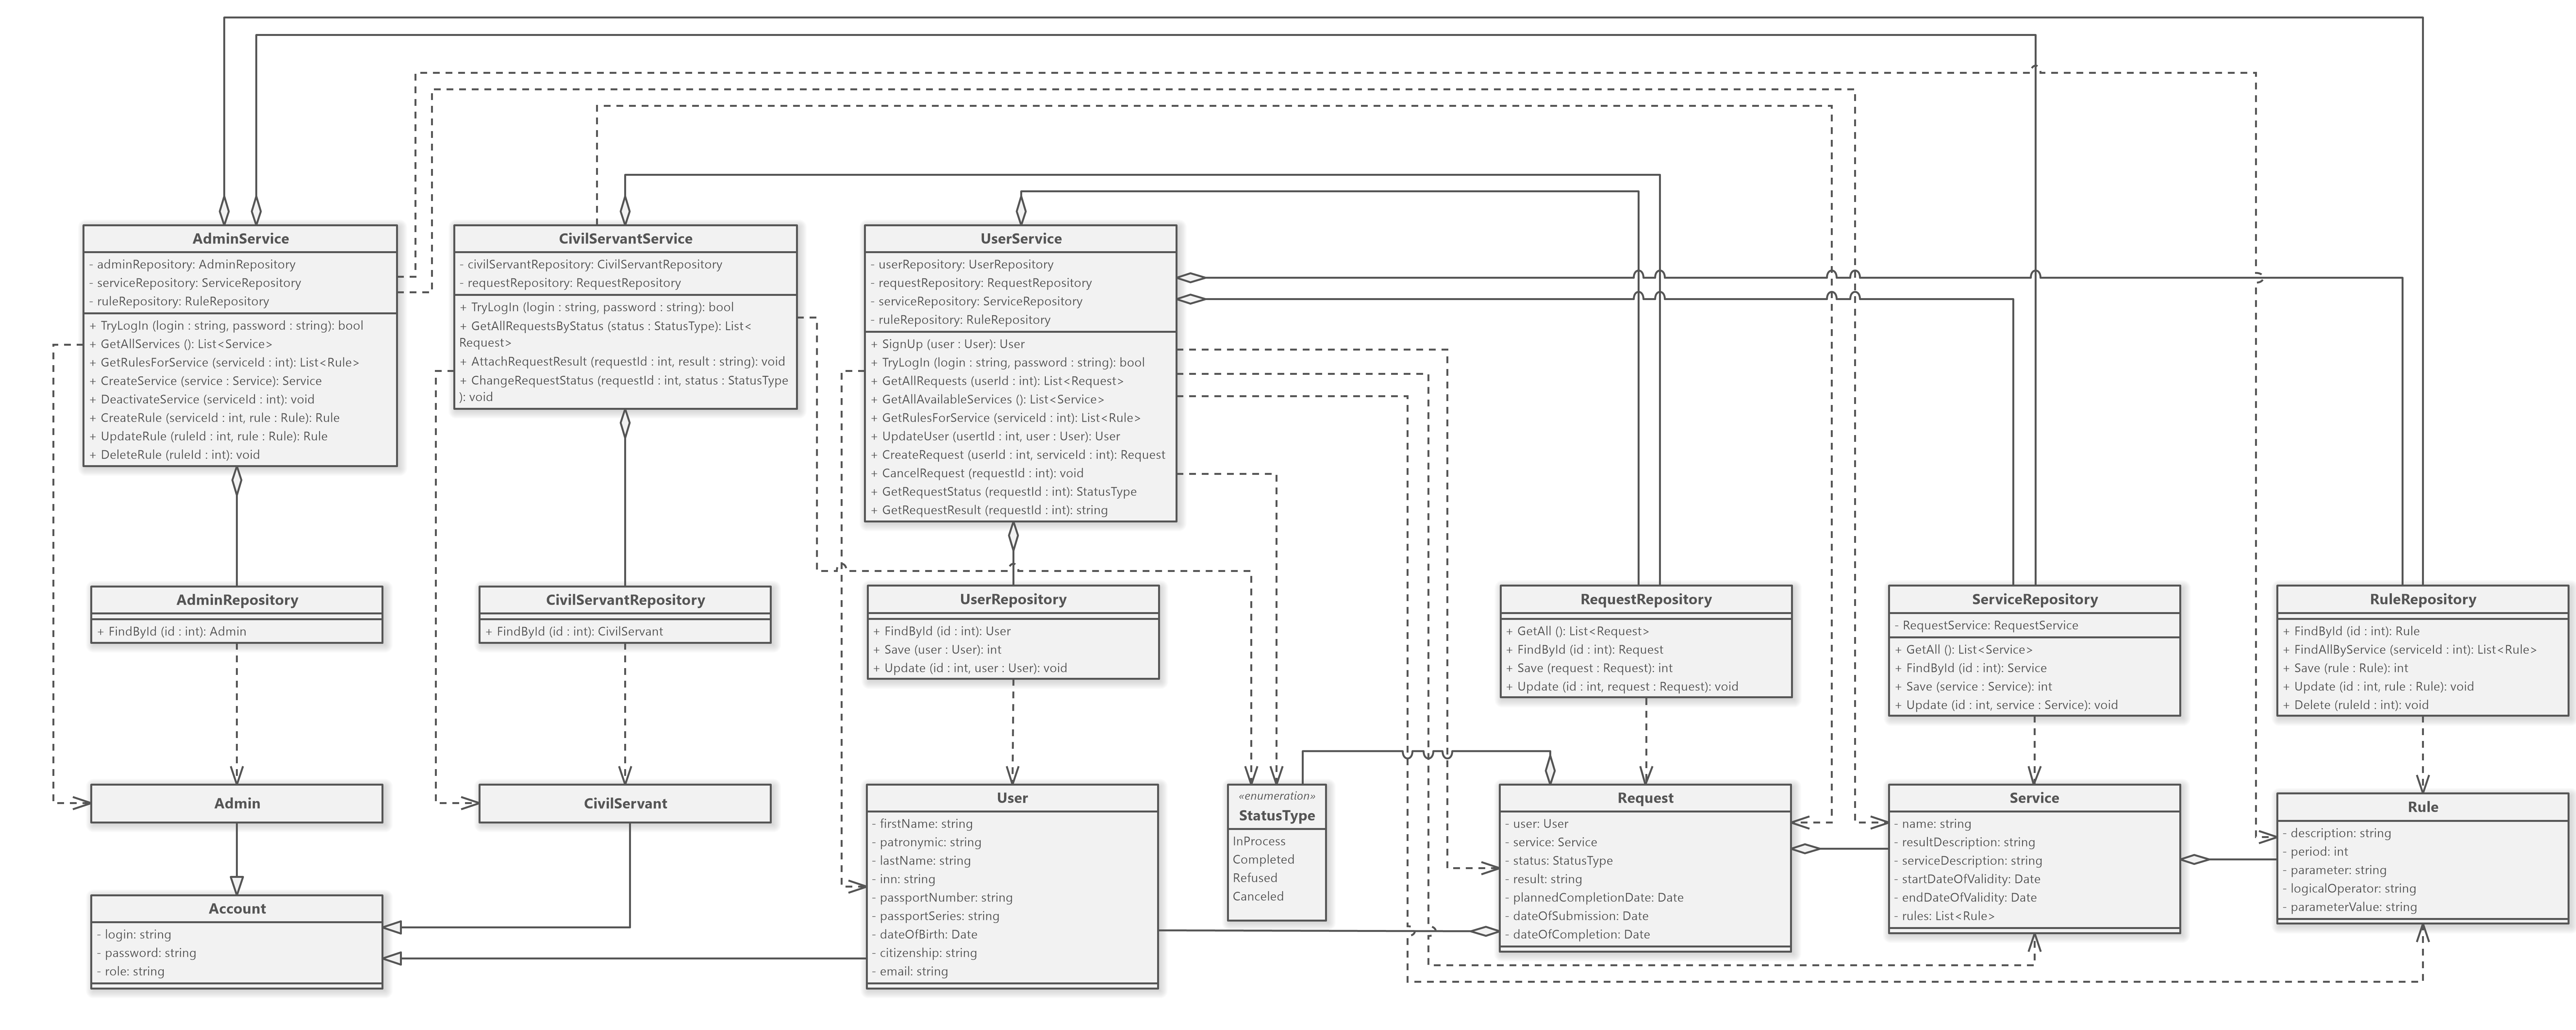 AdminService
- adminRepository: AdminRepository
- serviceRepository: ServiceRepository
- ruleRepository: RuleRepository
+ TryLogIn (login : string, password : string): bool
+ GetAllServices (): List<Service>
+ GetRulesForService (serviceId : int): List<Rule>
+ CreateService (service : Service): Service
+ DeactivateService (serviceId : int): void
+ CreateRule (serviceId : int, rule : Rule): Rule
+ UpdateRule (ruleId : int, rule : Rule): Rule
+ DeleteRule (ruleId : int): void
CivilServantService
- civilServantRepository: CivilServantRepository
- requestRepository: RequestRepository
+ TryLogIn (login : string, password : string): bool
+ GetAllRequestsByStatus (status : StatusType): List<
Request>
+ AttachRequestResult (requestId : int, result : string): void
+ ChangeRequestStatus (requestId : int, status : StatusType
): void
UserService
- userRepository: UserRepository
- requestRepository: RequestRepository
- serviceRepository: ServiceRepository
- ruleRepository: RuleRepository
+ SignUp (user : User): User
+ TryLogIn (login : string, password : string): bool
+ GetAllRequests (userId : int): List<Request>
+ GetAllAvailableServices (): List<Service>
+ GetRulesForService (serviceId : int): List<Rule>
+ UpdateUser (usertId : int, user : User): User
+ CreateRequest (userId : int, serviceId : int): Request
+ CancelRequest (requestId : int): void
+ GetRequestStatus (requestId : int): StatusType
+ GetRequestResult (requestId : int): string
AdminRepository
+ FindById (id : int): Admin
CivilServantRepository
+ FindById (id : int): CivilServant
UserRepository
+ FindById (id : int): User
+ Save (user : User): int
+ Update (id : int, user : User): void
RequestRepository
+ GetAll (): List<Request>
+ FindById (id : int): Request
+ Save (request : Request): int
+ Update (id : int, request : Request): void
ServiceRepository
- RequestService: RequestService
+ GetAll (): List<Service>
+ FindById (id : int): Service
+ Save (service : Service): int
+ Update (id : int, service : Service): void
RuleRepository
+ FindById (id : int): Rule
+ FindAllByService (serviceId : int): List<Rule>
+ Save (rule : Rule): int
+ Update (id : int, rule : Rule): void
+ Delete (ruleId : int): void
Admin
CivilServant
User
- firstName: string
- patronymic: string
- lastName: string
- inn: string
- passportNumber: string
- passportSeries: string
- dateOfBirth: Date
- citizenship: string
- email: string
«enumeration»
StatusType
InProcess
Completed
Refused
Canceled
Request
- user: User
- service: Service
- status: StatusType
- result: string
- plannedCompletionDate: Date
- dateOfSubmission: Date
- dateOfCompletion: Date
Service
- name: string
- resultDescription: string
- serviceDescription: string
- startDateOfValidity: Date
- endDateOfValidity: Date
- rules: List<Rule>
Rule
- description: string
- period: int
- parameter: string
- logicalOperator: string
- parameterValue: string
Account
- login: string
- password: string
- role: string